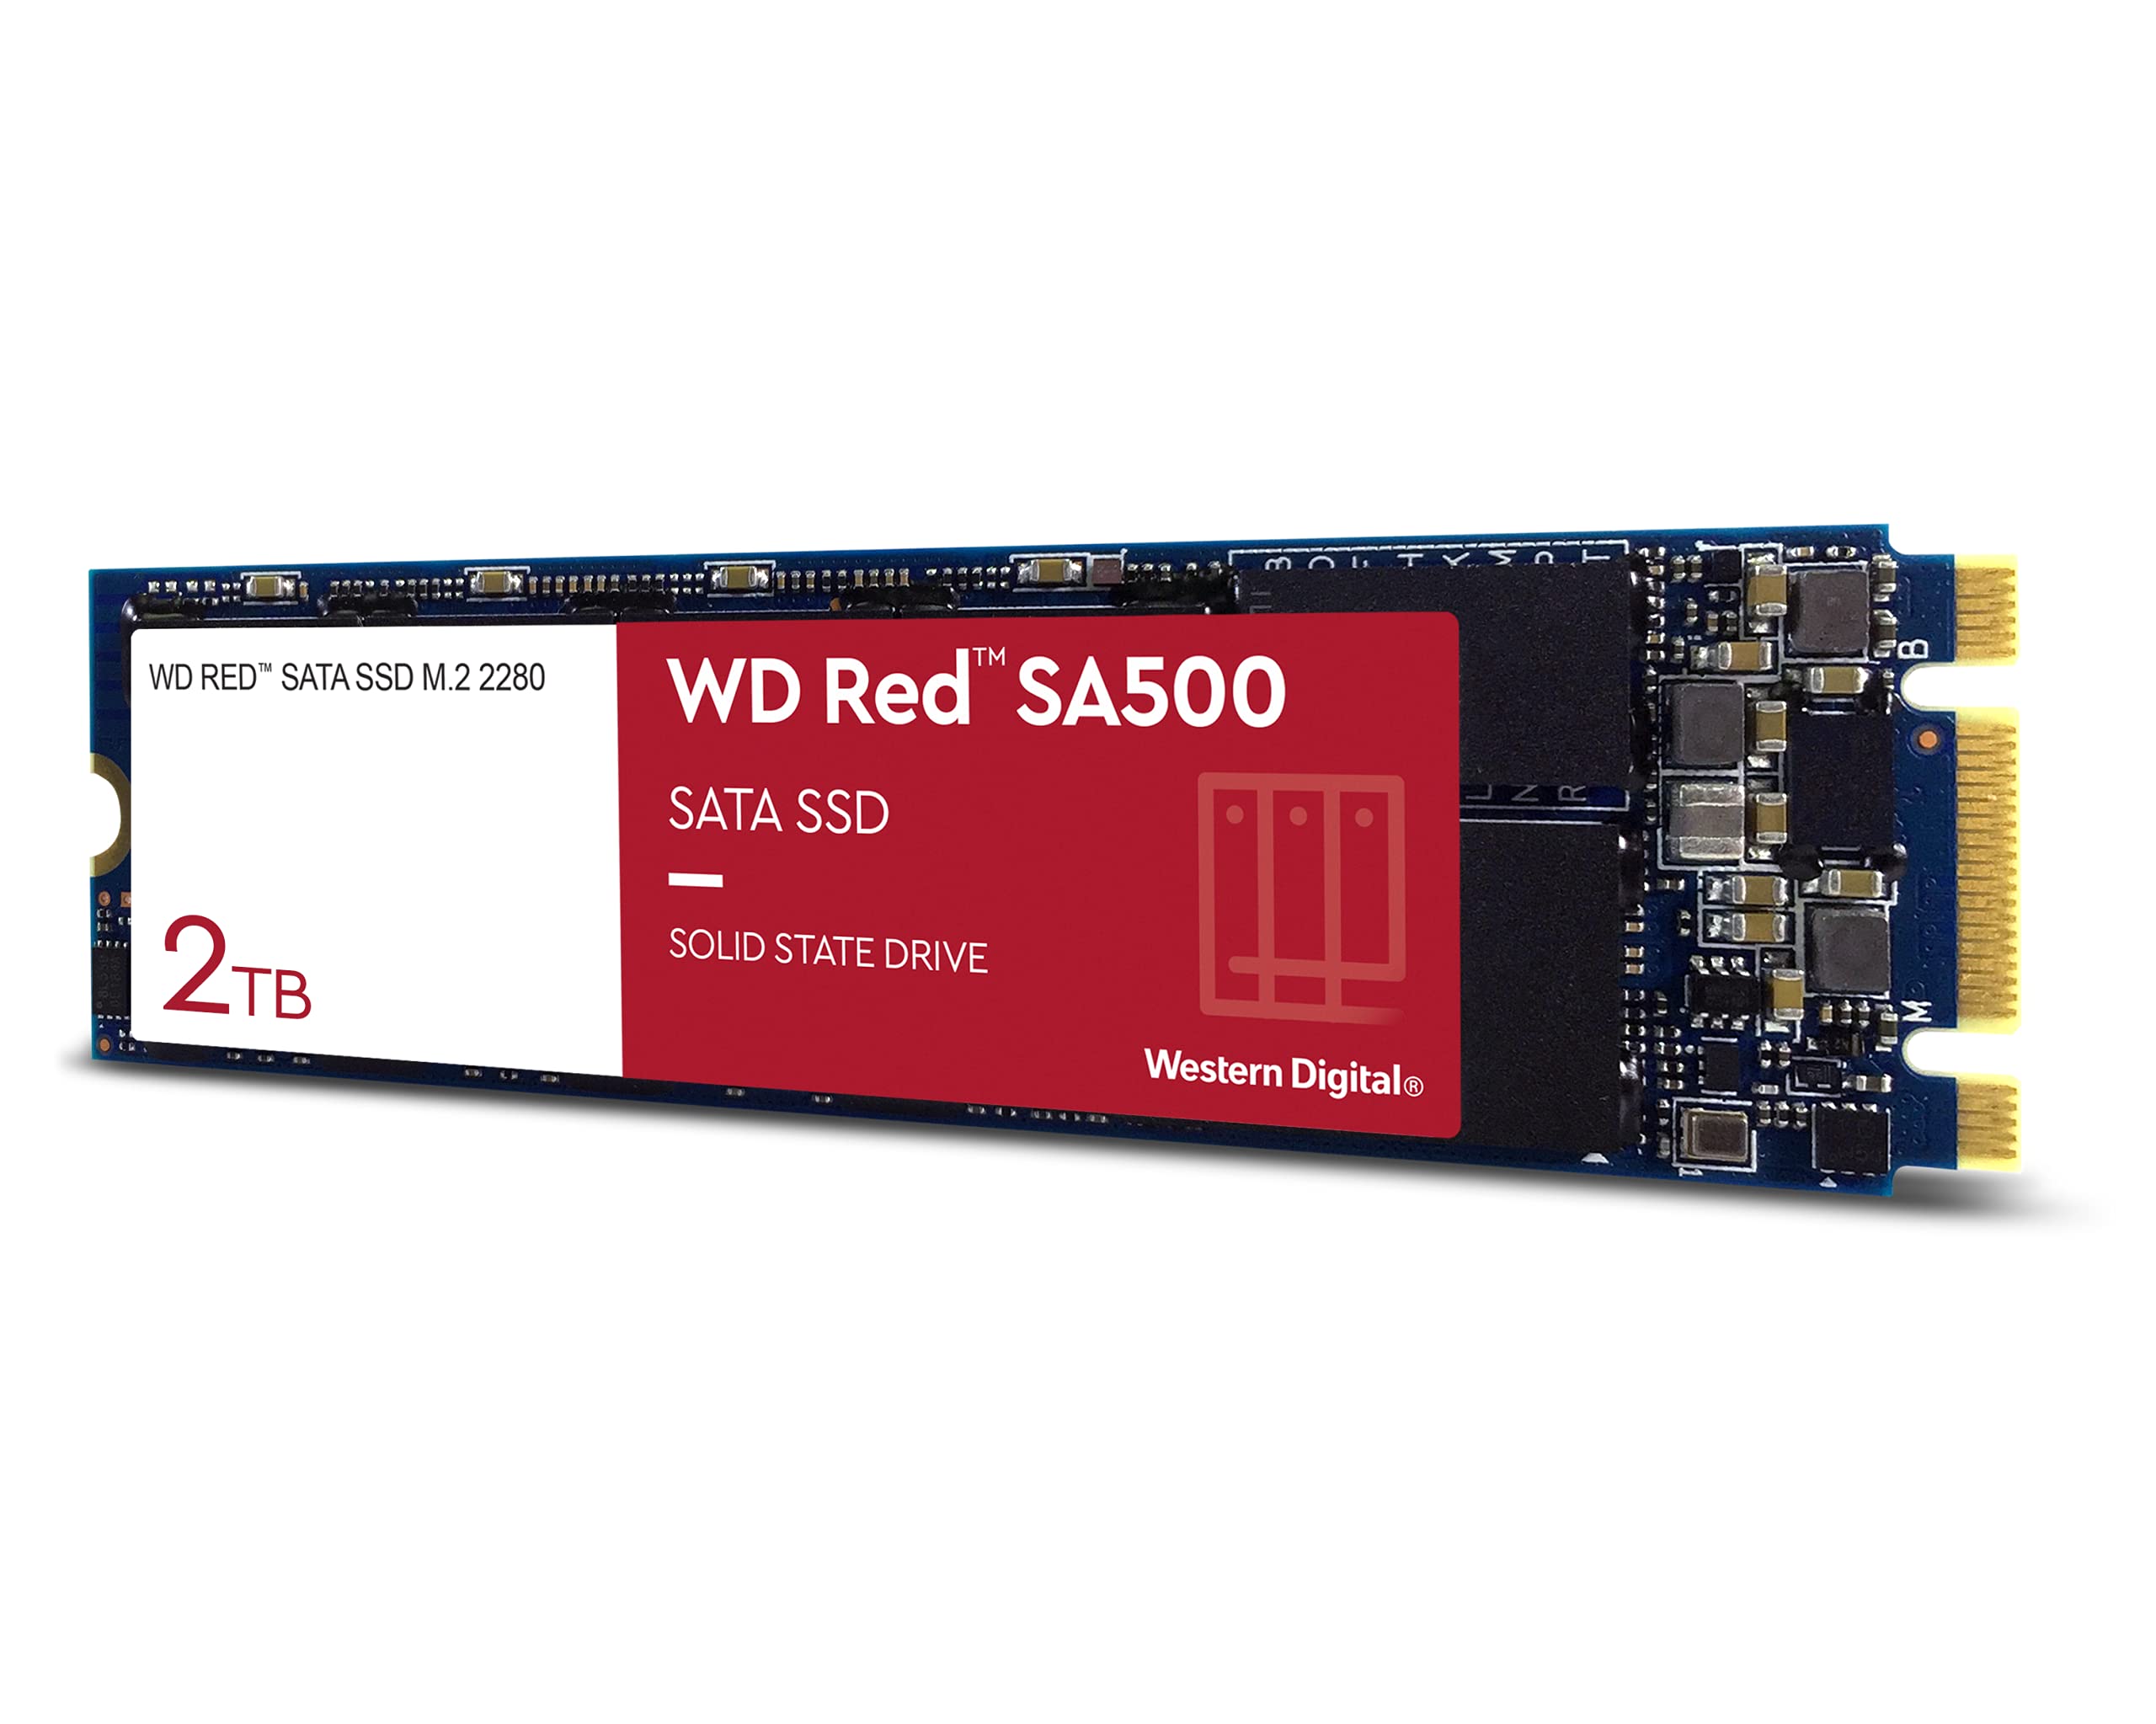 WD RED™ SATA SSD M.2 2280
2TB
WD Red™ SA500
SATA SSD
SOLID STATE DRIVE
Western Digital®
B
M